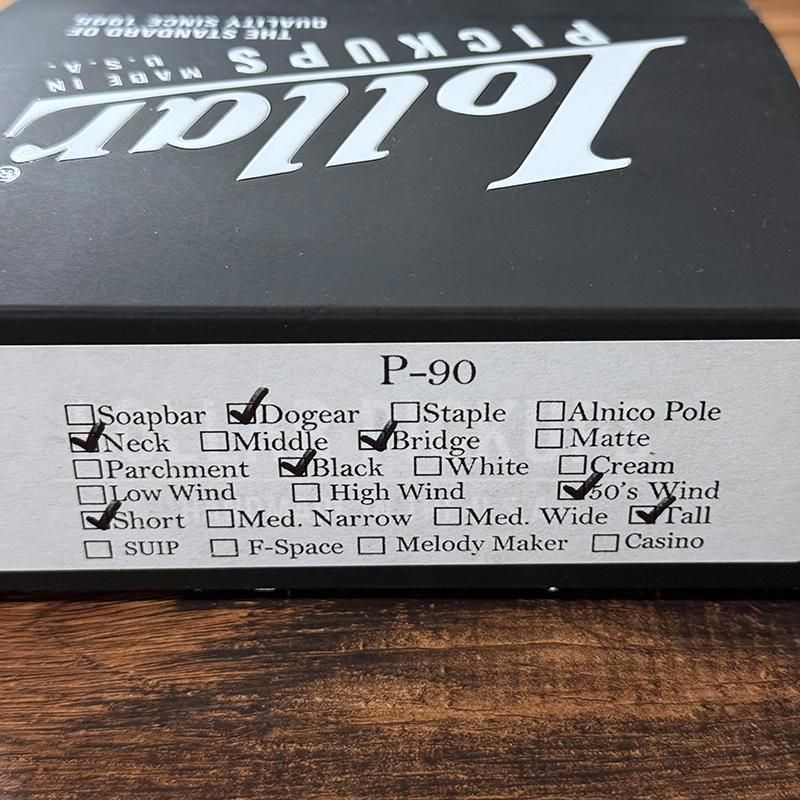 Lollar®
PICKUPS MADE IN
U.S.A.
THE STANDARD OF
QUALITY SINCE 1995
P-90
☐Soapbar ☑Dogear ☐Staple ☐Alnico Pole
☑Neck ☐Middle ☑Bridge ☐Matte
☐Parchment ☑Black ☐White ☐Cream
☐Low Wind ☐High Wind ☑50's Wind
☑Short ☐Med. Narrow ☐Med. Wide ☑Tall
☐SUIP ☐F-Space ☐Melody Maker ☐Casino